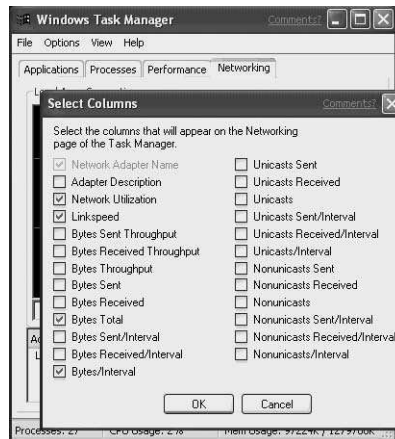 Windows Task Manager Comments?
File Options View Help
Applications Processes Performance Networking
Select Columns Comments?
Select the columns that will appear on the Networking
page of the Task Manager.
Network Adapter Name
Adapter Description
Network Utilization
Linkspeed
Bytes Sent Throughput
Bytes Received Throughput
Bytes Throughput
Bytes Sent
Bytes Received
Bytes Total
Bytes Sent/Interval
Bytes Received/Interval
Bytes/Interval
Unicasts Sent
Unicasts Received
Unicasts
Unicasts Sent/Interval
Unicasts Received/Interval
Unicasts/Interval
Nonunicasts Sent
Nonunicasts Received
Nonunicasts
Nonunicasts Sent/Interval
Nonunicasts Received/Interval
Nonunicasts/Interval
OK Cancel
Processes: 27 CPU Usage: 2% Mem Usage: